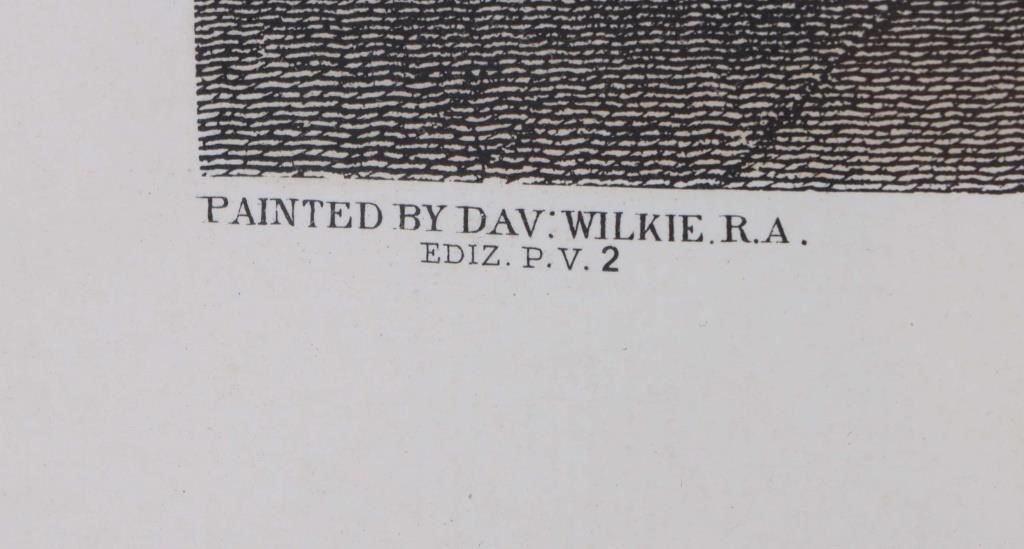 PAINTED BY DAV: WILKIE. R.A.
EDIZ. P.V. 2